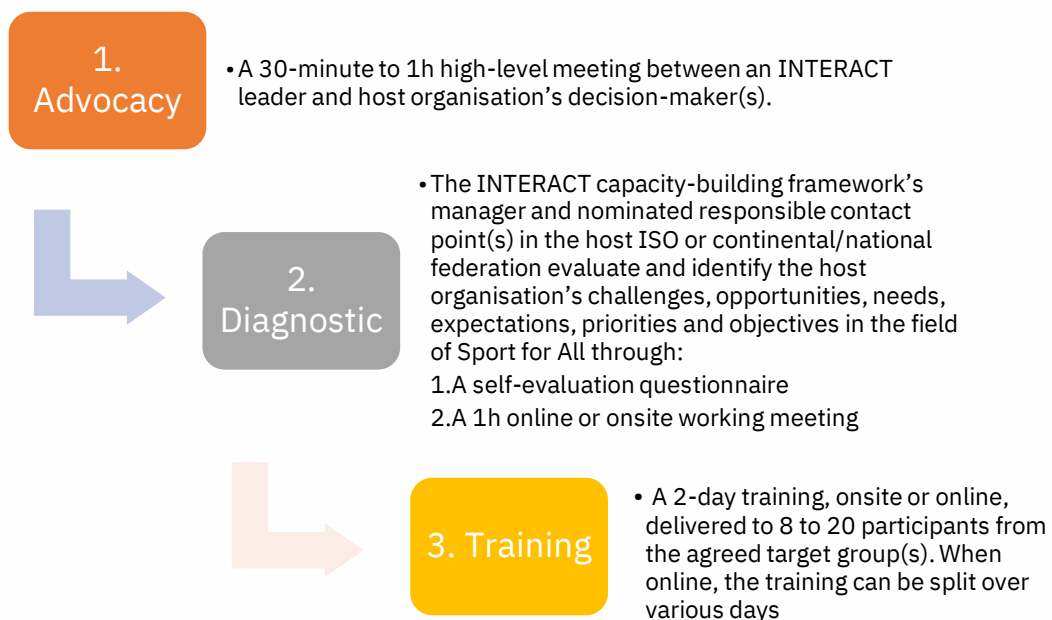 1.
Advocacy
• A 30-minute to 1h high-level meeting between an INTERACT
leader and host organisation's decision-maker(s).
2.
Diagnostic
• The INTERACT capacity-building framework's
manager and nominated responsible contact
point(s) in the host ISO or continental/national
federation evaluate and identify the host
organisation's challenges, opportunities, needs,
expectations, priorities and objectives in the field
of Sport for All through:
1.A self-evaluation questionnaire
2.A 1h online or onsite working meeting
3. Training
• A 2-day training, onsite or online,
delivered to 8 to 20 participants from
the agreed target group(s). When
online, the training can be split over
various days